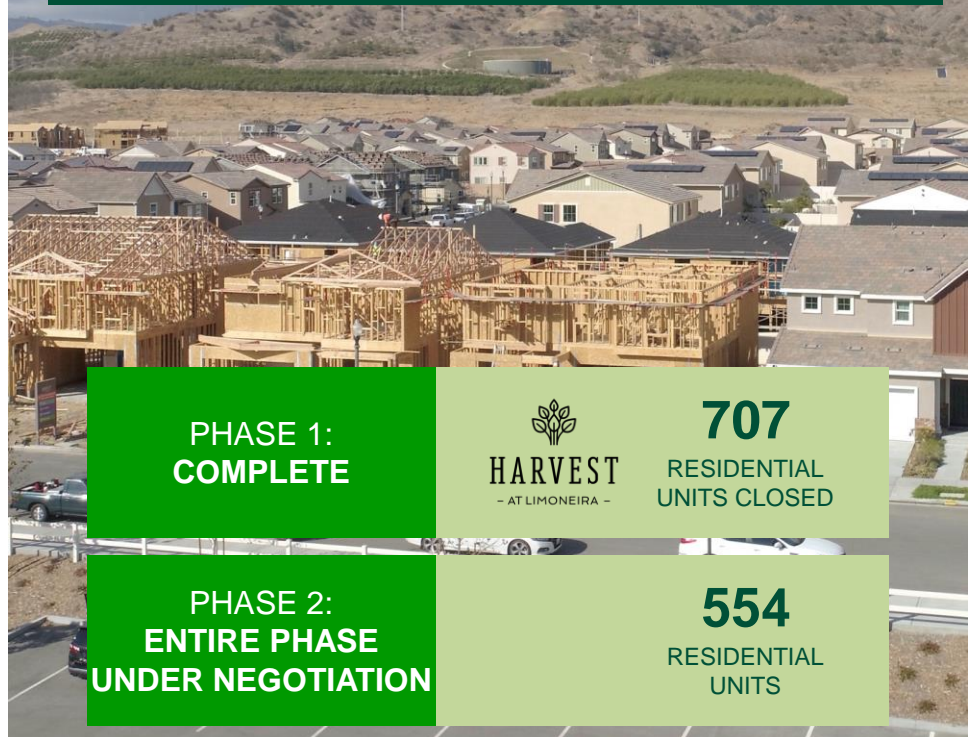 PHASE 1:
COMPLETE
HARVEST
– AT LIMONEIRA –
707
RESIDENTIAL
UNITS CLOSED
PHASE 2:
ENTIRE PHASE
UNDER NEGOTIATION
554
RESIDENTIAL
UNITS